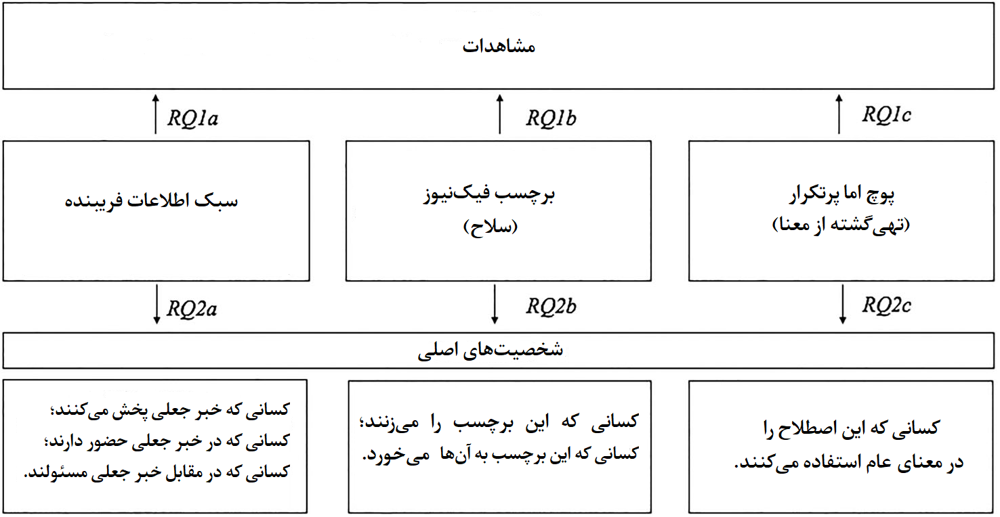 مشاهدات
RQ1a
RQ1b
RQ1c
سبک اطلاعات فریبنده
برچسب فیک‌نیوز
(سلاح)
پوچ اما پرتکرار
(تهی‌گشته از معنا)
RQ2a
RQ2b
RQ2c
شخصیت‌های اصلی
کسانی که خبر جعلی پخش می‌کنند؛
کسانی که در خبر جعلی حضور دارند؛
کسانی که در مقابل خبر جعلی مسئولند.
کسانی که این برچسب را می‌زنند؛
کسانی که این برچسب به آن‌ها می‌خورد.
کسانی که این اصطلاح را
در معنای عام استفاده می‌کنند.